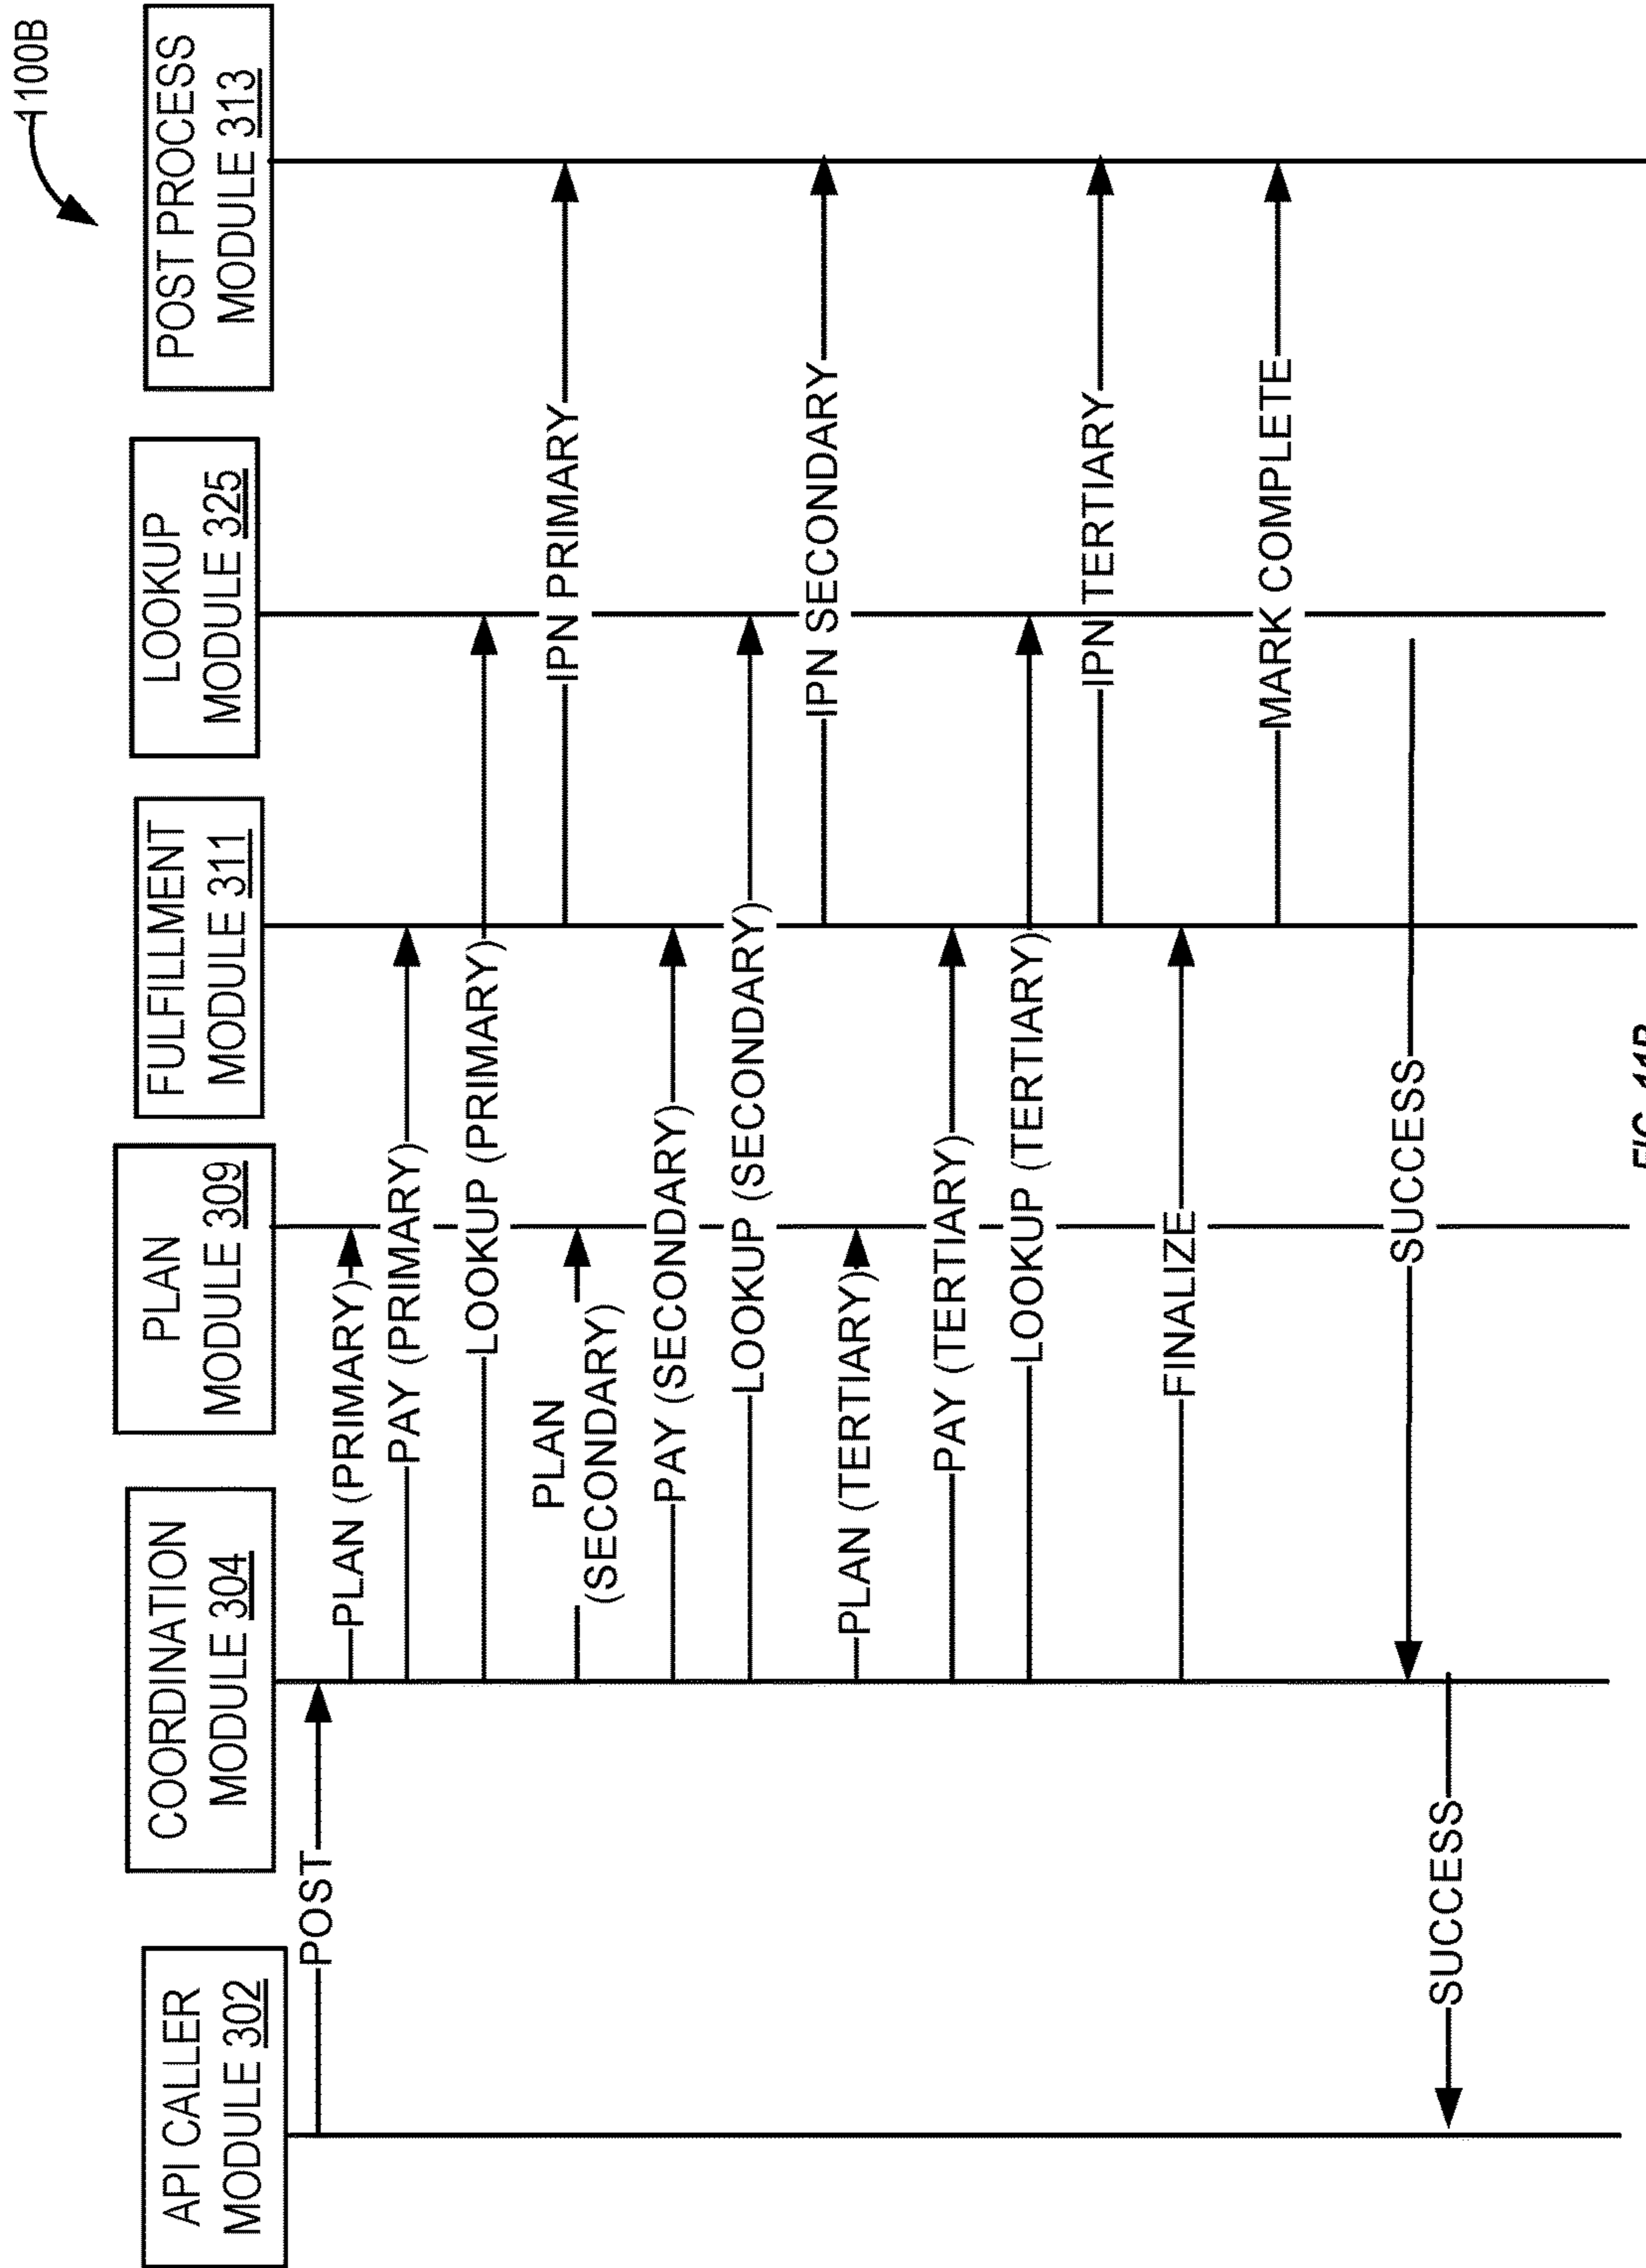 1100B
API CALLER
MODULE 302
COORDINATION
MODULE 304
PLAN
MODULE 309
FULFILLMENT
MODULE 311
LOOKUP
MODULE 325
POST PROCESS
MODULE 313
POST
PLAN (PRIMARY)
PAY (PRIMARY)
LOOKUP (PRIMARY)
IPN PRIMARY
PLAN
(SECONDARY)
PAY (SECONDARY)
LOOKUP (SECONDARY)
IPN SECONDARY
PLAN (TERTIARY)
PAY (TERTIARY)
LOOKUP (TERTIARY)
IPN TERTIARY
FINALIZE
MARK COMPLETE
SUCCESS
SUCCESS
FIG. 11B